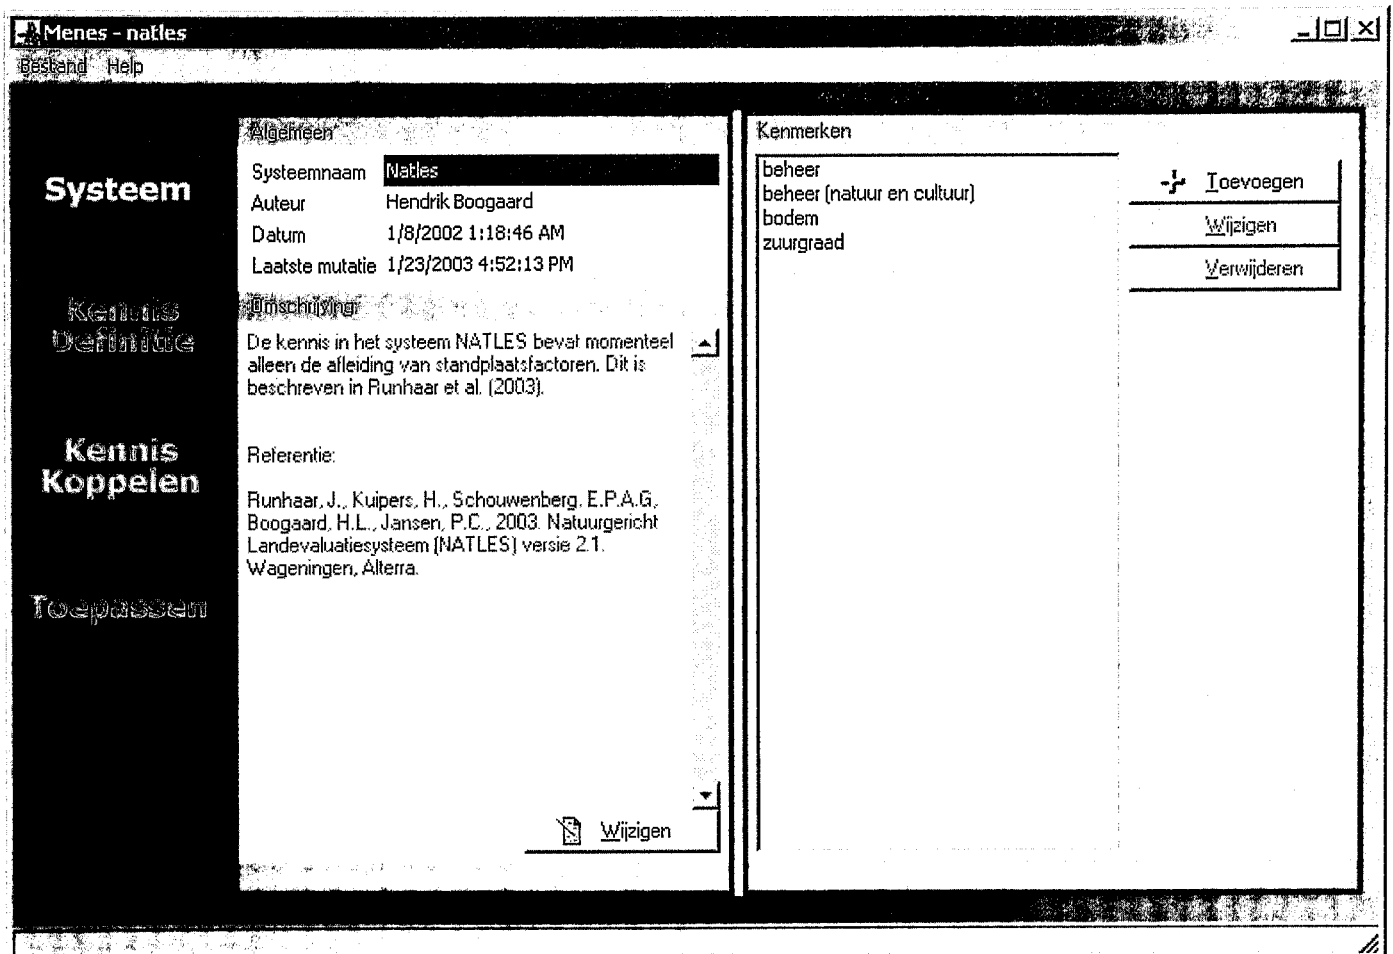 Menes - natles
Bestand Help
Systeem
Kennis
Definitie
Kennis
Koppelen
Toepassen
Algemeen
Systeemnaam Natles
Auteur Hendrik Boogaard
Datum 1/8/2002 1:18:46 AM
Laatste mutatie 1/23/2003 4:52:13 PM
Omschrijving:
De kennis in het systeem NATLES bevat momenteel
alleen de afleiding van standplaatsfactoren. Dit is
beschreven in Runhaar et al. (2003).
Referentie:
Runhaar, J., Kuipers, H., Schouwenberg, E.P.A.G,
Boogaard, H.L., Jansen, P.C., 2003. Natuurgericht
Landevaluatiesysteem (NATLES) versie 2.1.
Wageningen, Alterra.
Wijzigen
Kenmerken
beheer
beheer (natuur en cultuur)
bodem
zuurgraad
Toevoegen
Wijzigen
Verwijderen